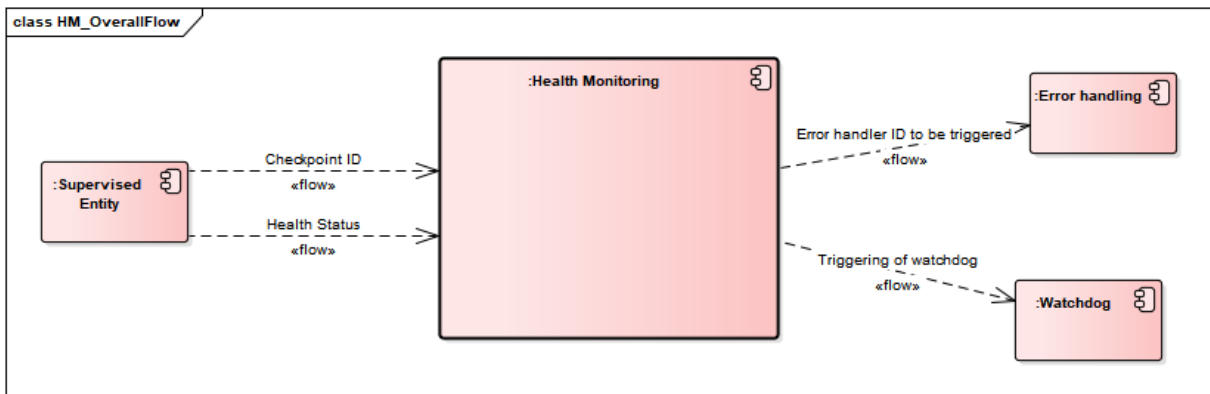 class HM_OverallFlow
:Health Monitoring
:Error handling
Error handler ID to be triggered
«flow»
Checkpoint ID
«flow»
:Supervised
Entity
Health Status
«flow»
Triggering of watchdog
«flow»
:Watchdog